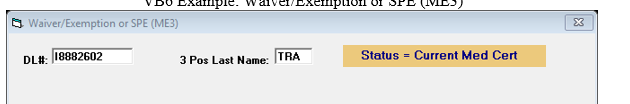 VB6 Example: Waiver/Exemption or SPE (ME3)
Waiver/Exemption or SPE (ME3)
DL#: I8882602 3 Pos Last Name: TRA Status = Current Med Cert